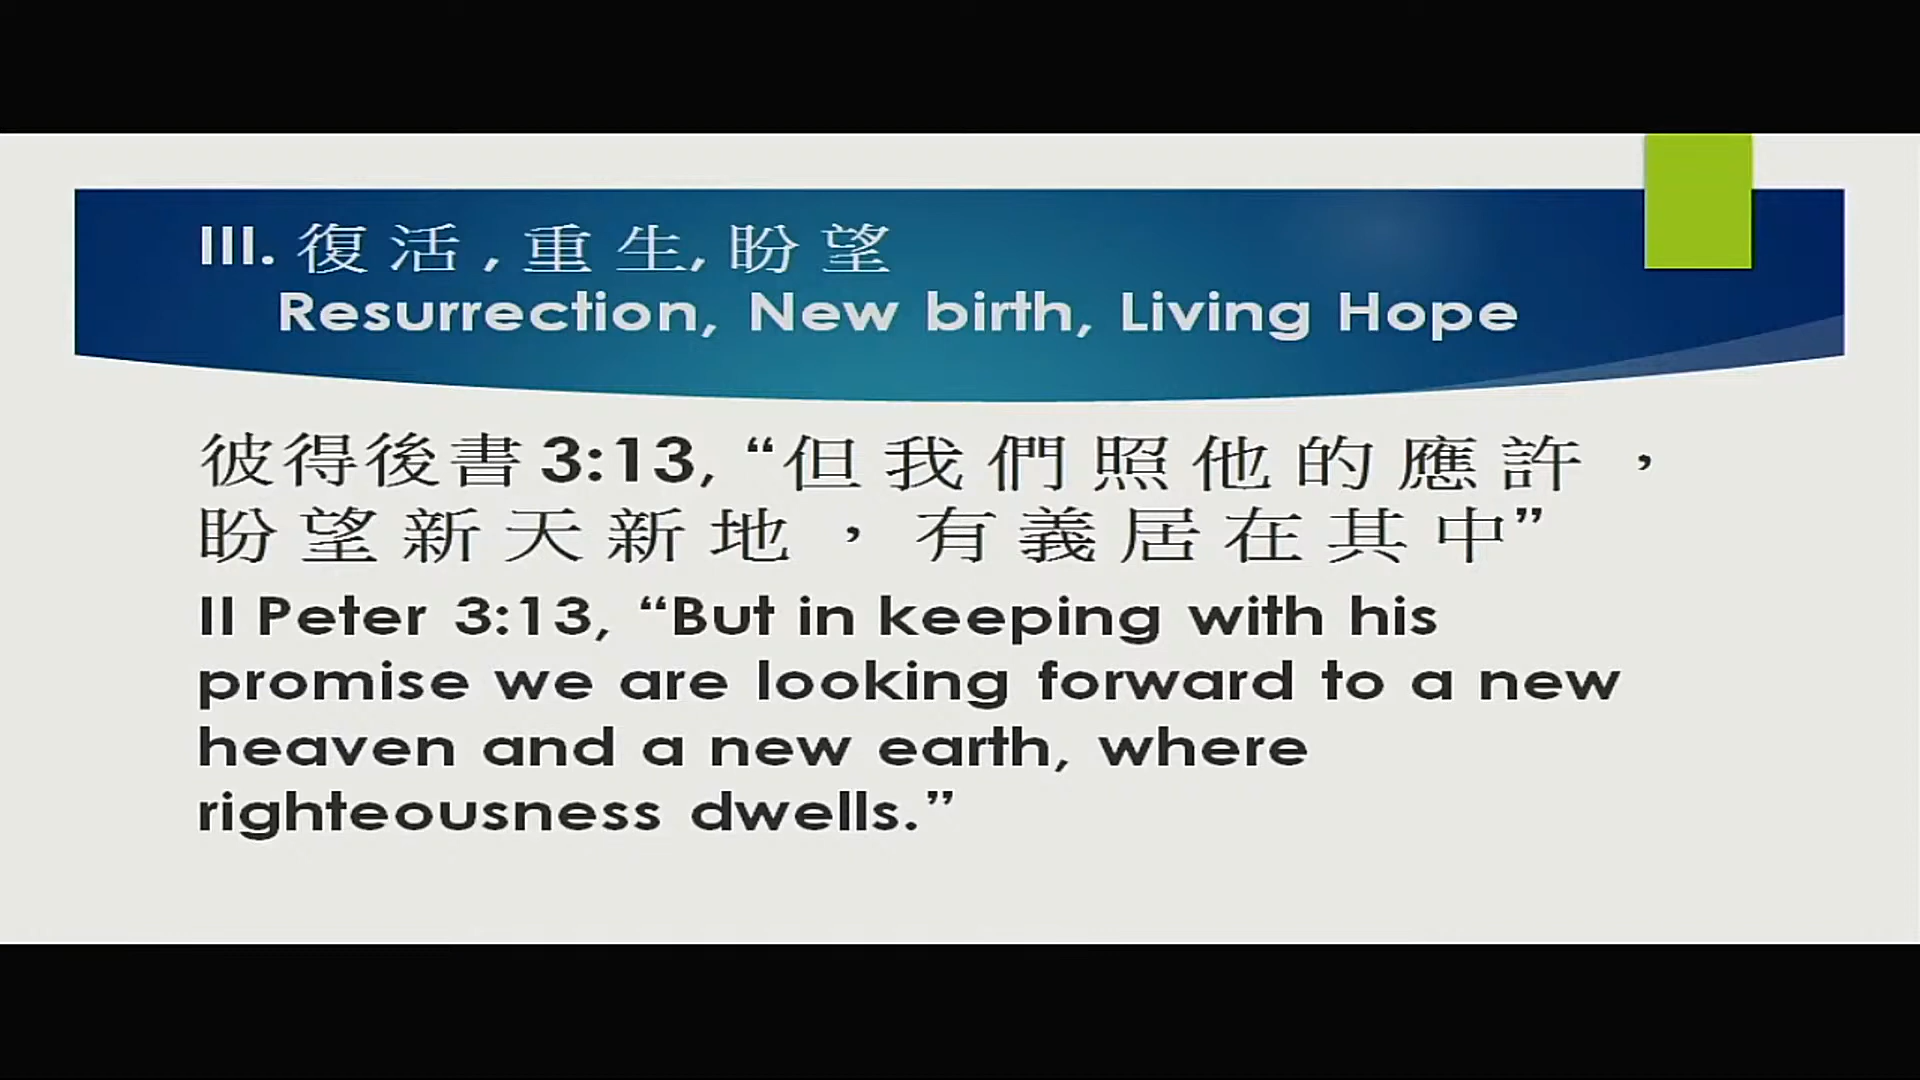 III. 復活, 重生, 盼望
Resurrection, New birth, Living Hope
彼得後書 3:13, “但我們照他的應許，
盼望新天新地，有義居在其中”
II Peter 3:13, “But in keeping with his
promise we are looking forward to a new
heaven and a new earth, where
righteousness dwells.”